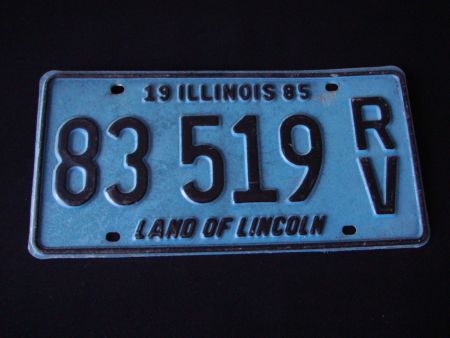 19 ILLINOIS 85
83 519 RV
LAND OF LINCOLN